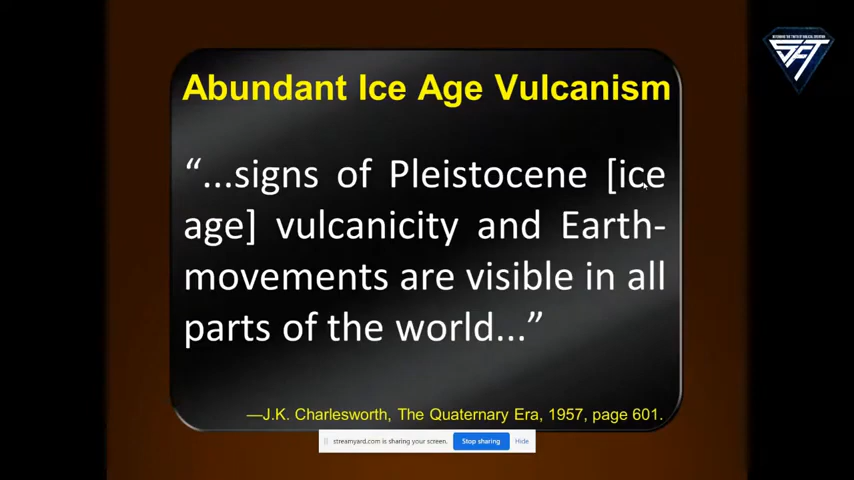 Abundant Ice Age Vulcanism
“...signs of Pleistocene [ice
age] vulcanicity and Earth-
movements are visible in all
parts of the world...”
—J.K. Charlesworth, The Quaternary Era, 1957, page 601.
streamyard.com is sharing your screen. Stop sharing Hide
SFT